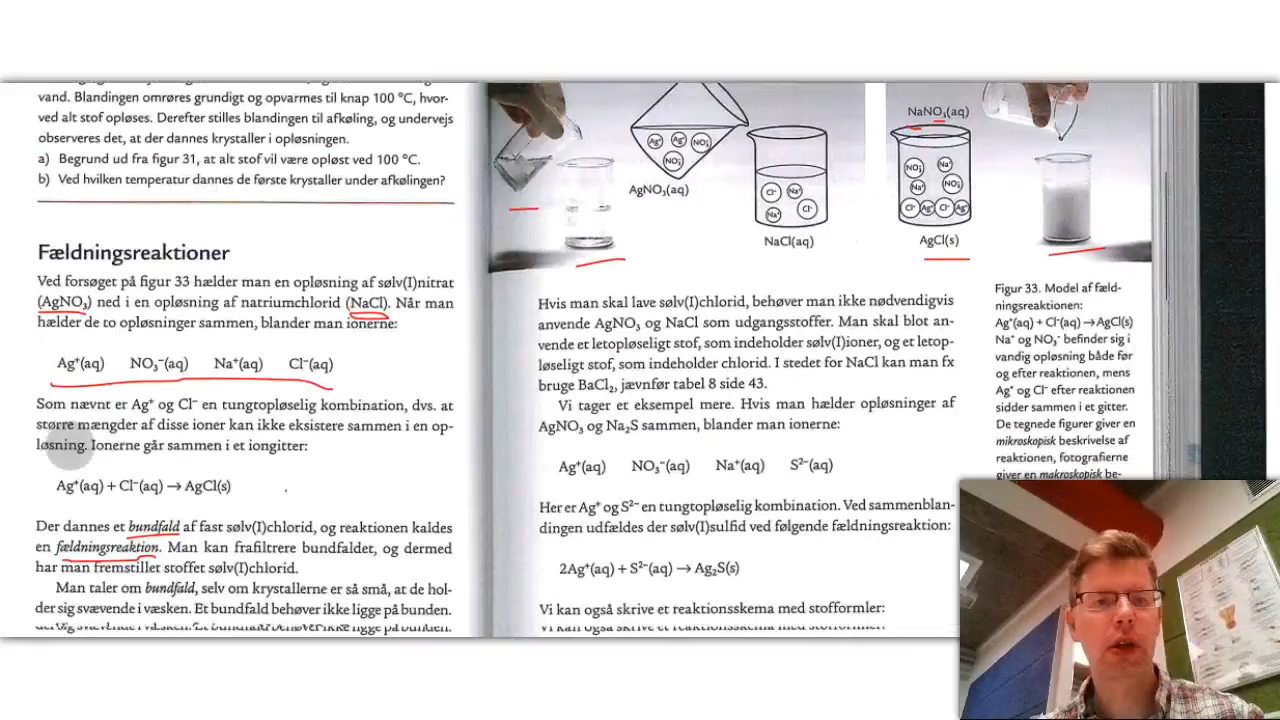 vand. Blandingen omrøres grundigt og opvarmes til knap 100 °C, hvor-
ved alt stof opløses. Derefter stilles blandingen til afkøling, og undervejs
observeres det, at der dannes krystaller i opløsningen.
a) Begrund ud fra figur 31, at alt stof vil være opløst ved 100 °C.
b) Ved hvilken temperatur dannes de første krystaller under afkølingen?
Fældningsreaktioner
Ved forsøget på figur 33 hælder man en opløsning af sølv(I)nitrat
(AgNO₃) ned i en opløsning af natriumchlorid (NaCl). Når man
hælder de to opløsninger sammen, blander man ionerne:
Ag⁺(aq) NO₃⁻(aq) Na⁺(aq) Cl⁻(aq)
Som nævnt er Ag⁺ og Cl⁻ en tungtopløselig kombination, dvs. at
større mængder af disse ioner kan ikke eksistere sammen i en op-
løsning. Ionerne går sammen i et iongitter:
Ag⁺(aq) + Cl⁻(aq) → AgCl(s)
Der dannes et bundfald af fast sølv(I)chlorid, og reaktionen kaldes
en fældningsreaktion. Man kan frafiltrere bundfaldet, og dermed
har man fremstillet stoffet sølv(I)chlorid.
Man taler om bundfald, selv om krystallerne er så små, at de hol-
der sig svævende i væsken. Et bundfald behøver ikke ligge på bunden.
Ag⁺ Ag⁺ NO₃⁻
NO₃⁻
AgNO₃(aq)
Cl⁻ Na⁺
Na⁺ Cl⁻
NaCl(aq)
NaNO₃(aq)
NO₃⁻ Na⁺
Na⁺ NO₃⁻
Cl⁻ Ag⁺ Cl⁻ Ag⁺
AgCl(s)
Hvis man skal lave sølv(I)chlorid, behøver man ikke nødvendigvis
anvende AgNO₃ og NaCl som udgangsstoffer. Man skal blot an-
vende et letopløseligt stof, som indeholder sølv(I)ioner, og et letop-
løseligt stof, som indeholder chlorid. I stedet for NaCl kan man fx
bruge BaCl₂, jævnfør tabel 8 side 43.
Vi tager et eksempel mere. Hvis man hælder opløsninger af
AgNO₃ og Na₂S sammen, blander man ionerne:
Ag⁺(aq) NO₃⁻(aq) Na⁺(aq) S²⁻(aq)
Her er Ag⁺ og S²⁻ en tungtopløselig kombination. Ved sammenblan-
dingen udfældes der sølv(I)sulfid ved følgende fældningsreaktion:
2Ag⁺(aq) + S²⁻(aq) → Ag₂S(s)
Vi kan også skrive et reaktionsskema med stofformler:
Figur 33. Model af fæld-
ningsreaktionen:
Ag⁺(aq) + Cl⁻(aq) → AgCl(s)
Na⁺ og NO₃⁻ befinder sig i
vandig opløsning både før
og efter reaktionen, mens
Ag⁺ og Cl⁻ efter reaktionen
sidder sammen i et gitter.
De tegnede figurer giver en
mikroskopisk beskrivelse af
reaktionen, fotografierne
giver en makroskopisk be-